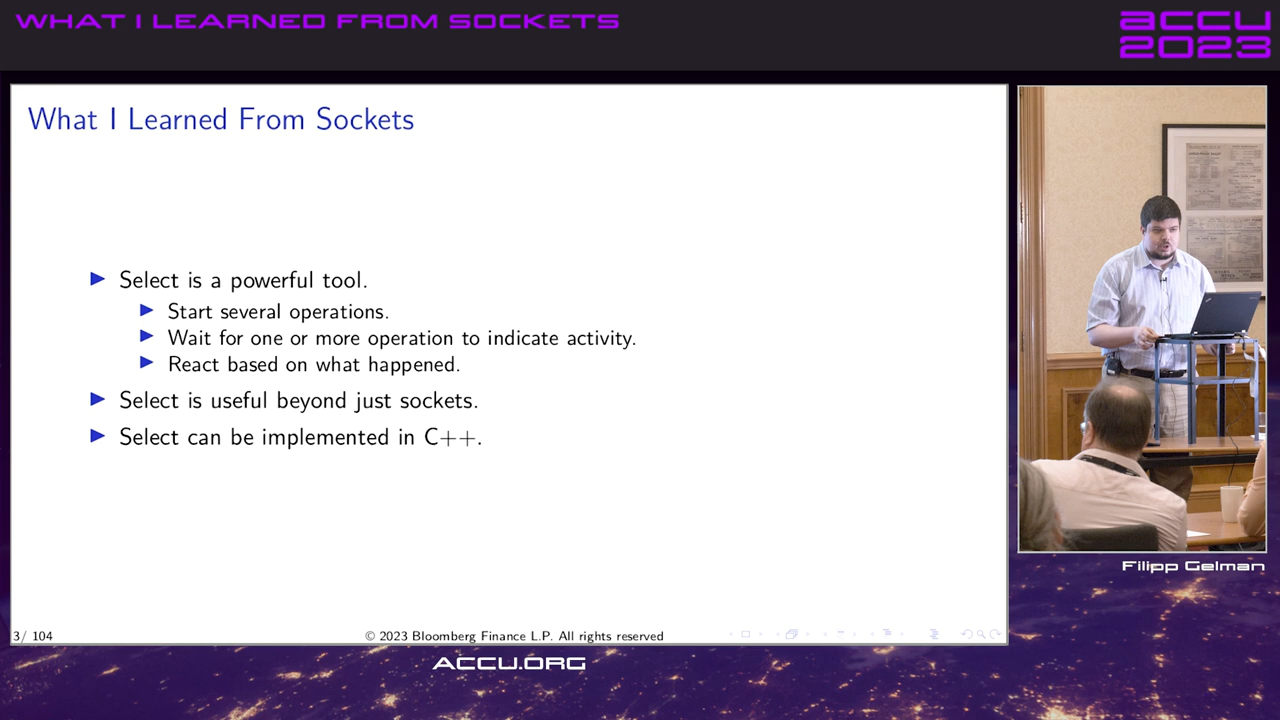 WHAT I LEARNED FROM SOCKETS
ACCU
2023
What I Learned From Sockets
Select is a powerful tool.
Start several operations.
Wait for one or more operation to indicate activity.
React based on what happened.
Select is useful beyond just sockets.
Select can be implemented in C++.
3/ 104
© 2023 Bloomberg Finance L.P. All rights reserved
Filipp Gelman
ACCU.ORG